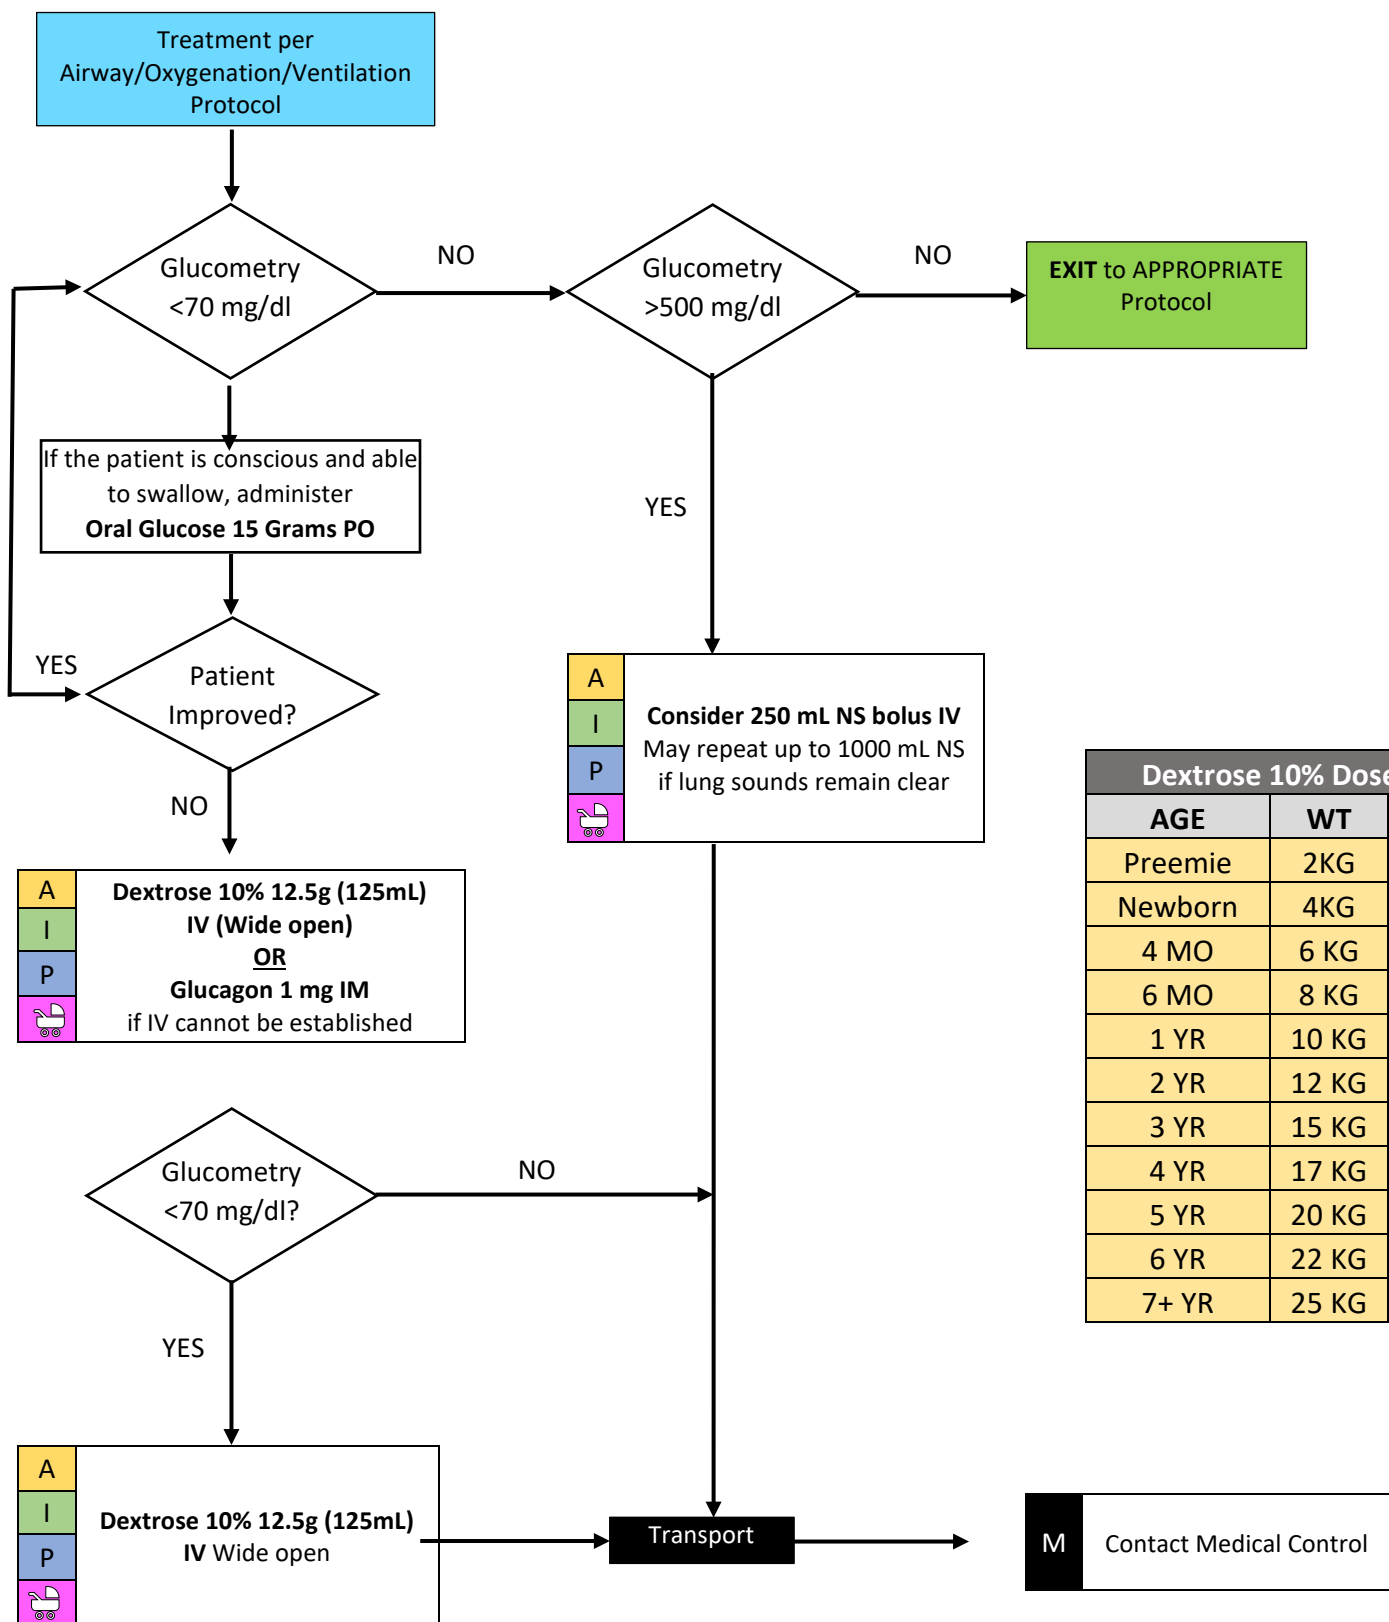 Treatment per
Airway/Oxygenation/Ventilation
Protocol
Glucometry
<70 mg/dl
NO
Glucometry
>500 mg/dl
NO
EXIT to APPROPRIATE
Protocol
If the patient is conscious and able
to swallow, administer
Oral Glucose 15 Grams PO
YES
YES
Patient
Improved?
NO
A
I
P
Consider 250 mL NS bolus IV
May repeat up to 1000 mL NS
if lung sounds remain clear
A
I
P
Dextrose 10% 12.5g (125mL)
IV (Wide open)
OR
Glucagon 1 mg IM
if IV cannot be established
Dextrose 10% Dose
AGE WT
Preemie 2KG
Newborn 4KG
4 MO 6 KG
6 MO 8 KG
1 YR 10 KG
2 YR 12 KG
3 YR 15 KG
4 YR 17 KG
5 YR 20 KG
6 YR 22 KG
7+ YR 25 KG
Glucometry
<70 mg/dl?
NO
YES
A
I
P
Dextrose 10% 12.5g (125mL)
IV Wide open
Transport
M
Contact Medical Control